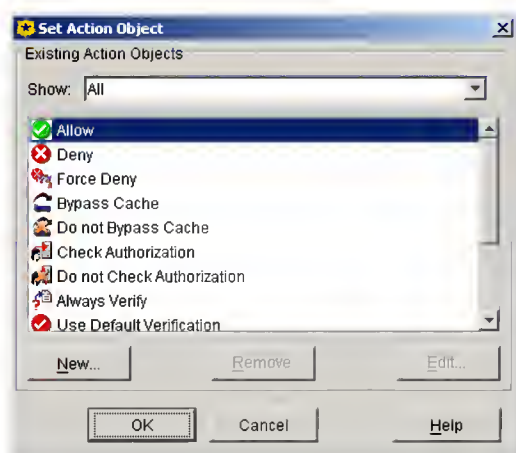 Set Action Object
Existing Action Objects
Show: All
Allow
Deny
Force Deny
Bypass Cache
Do not Bypass Cache
Check Authorization
Do not Check Authorization
Always Verify
Use Default Verification
New... Remove Edit...
OK Cancel Help